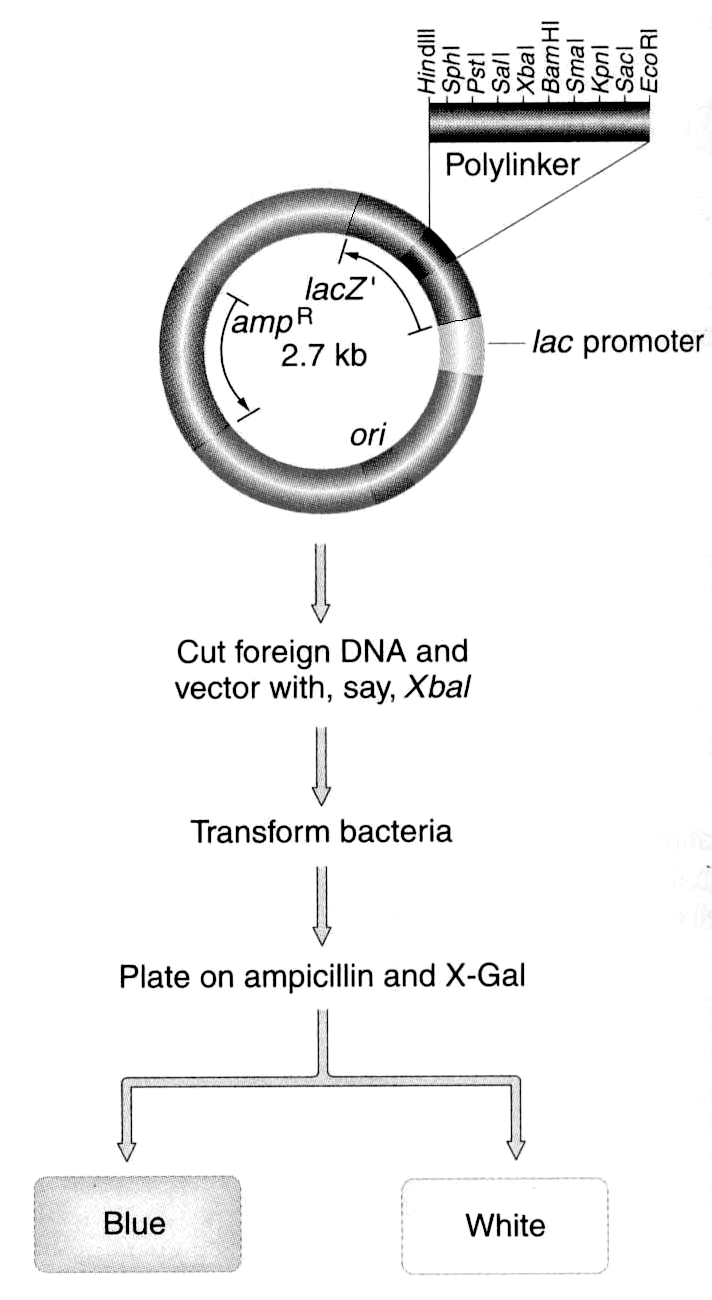 HindIII
SphI
PstI
SalI
XbaI
BamHI
SmaI
KpnI
SacI
EcoRI
Polylinker
lacZ'
ampR
2.7 kb
lac promoter
ori
Cut foreign DNA and
vector with, say, XbaI
Transform bacteria
Plate on ampicillin and X-Gal
Blue
White